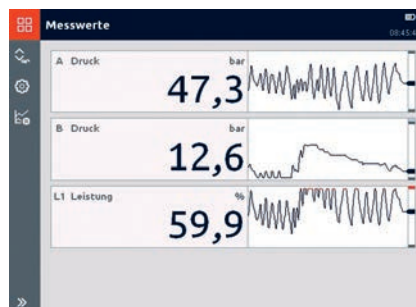 Messwerte
A Druck bar
47,3
B Druck bar
12,6
L1 Leistung %
59,9